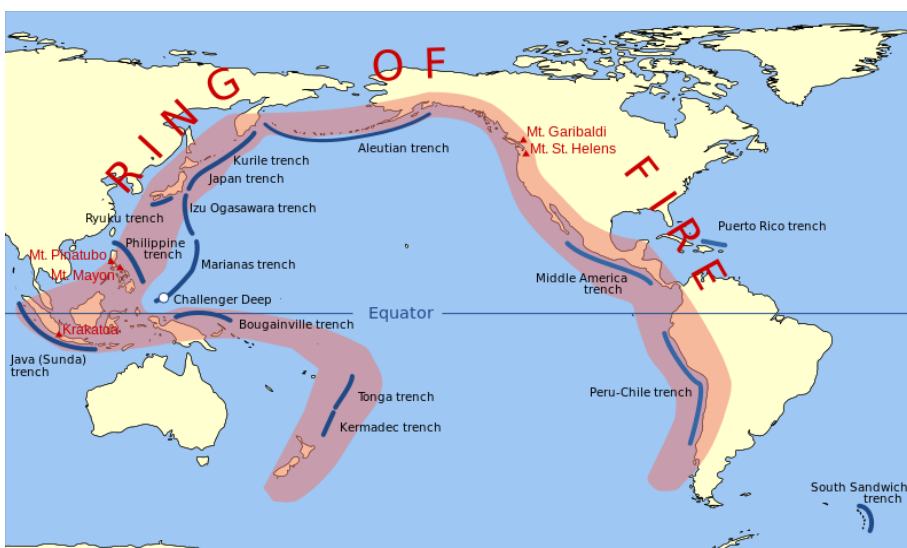 RING OF FIRE
Mt. Garibaldi
Mt. St. Helens
Aleutian trench
Kurile trench
Japan trench
Izu Ogasawara trench
Ryuku trench
Puerto Rico trench
Philippine
trench
Mt. Pinatubo
Mt. Mayon
Marianas trench
Middle America
trench
Challenger Deep
Equator
Bougainville trench
Krakatoa
Java (Sunda)
trench
Tonga trench
Kermadec trench
Peru-Chile trench
South Sandwich
trench